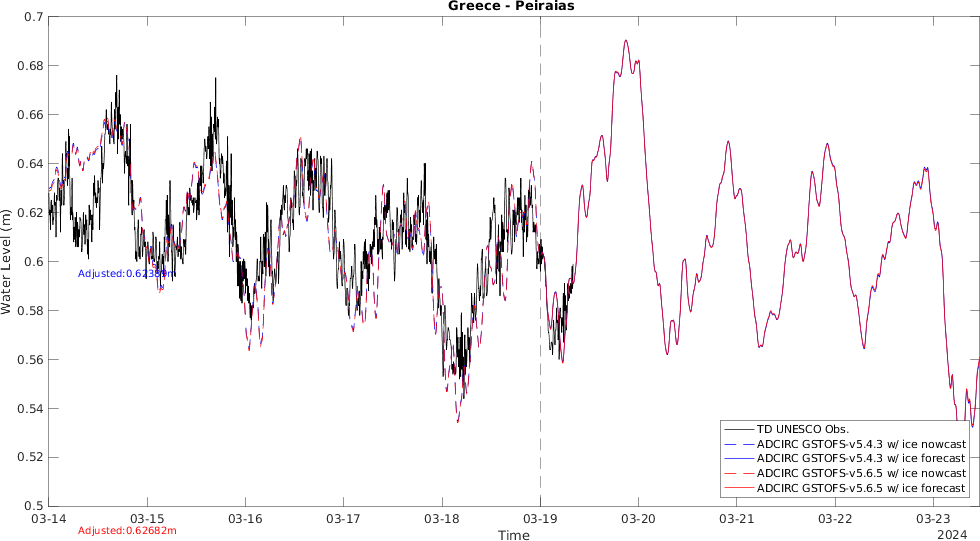 Greece - Peiraias
0.7
0.68
0.66
0.64
0.62
0.6
0.58
0.56
0.54
0.52
0.5
Water Level (m)
Adjusted:0.62389m
TD UNESCO Obs.
ADCIRC GSTOFS-v5.4.3 w/ ice nowcast
ADCIRC GSTOFS-v5.4.3 w/ ice forecast
ADCIRC GSTOFS-v5.6.5 w/ ice nowcast
ADCIRC GSTOFS-v5.6.5 w/ ice forecast
03-14 03-15 03-16 03-17 03-18 03-19 03-20 03-21 03-22 03-23
Adjusted:0.62682m
Time
2024